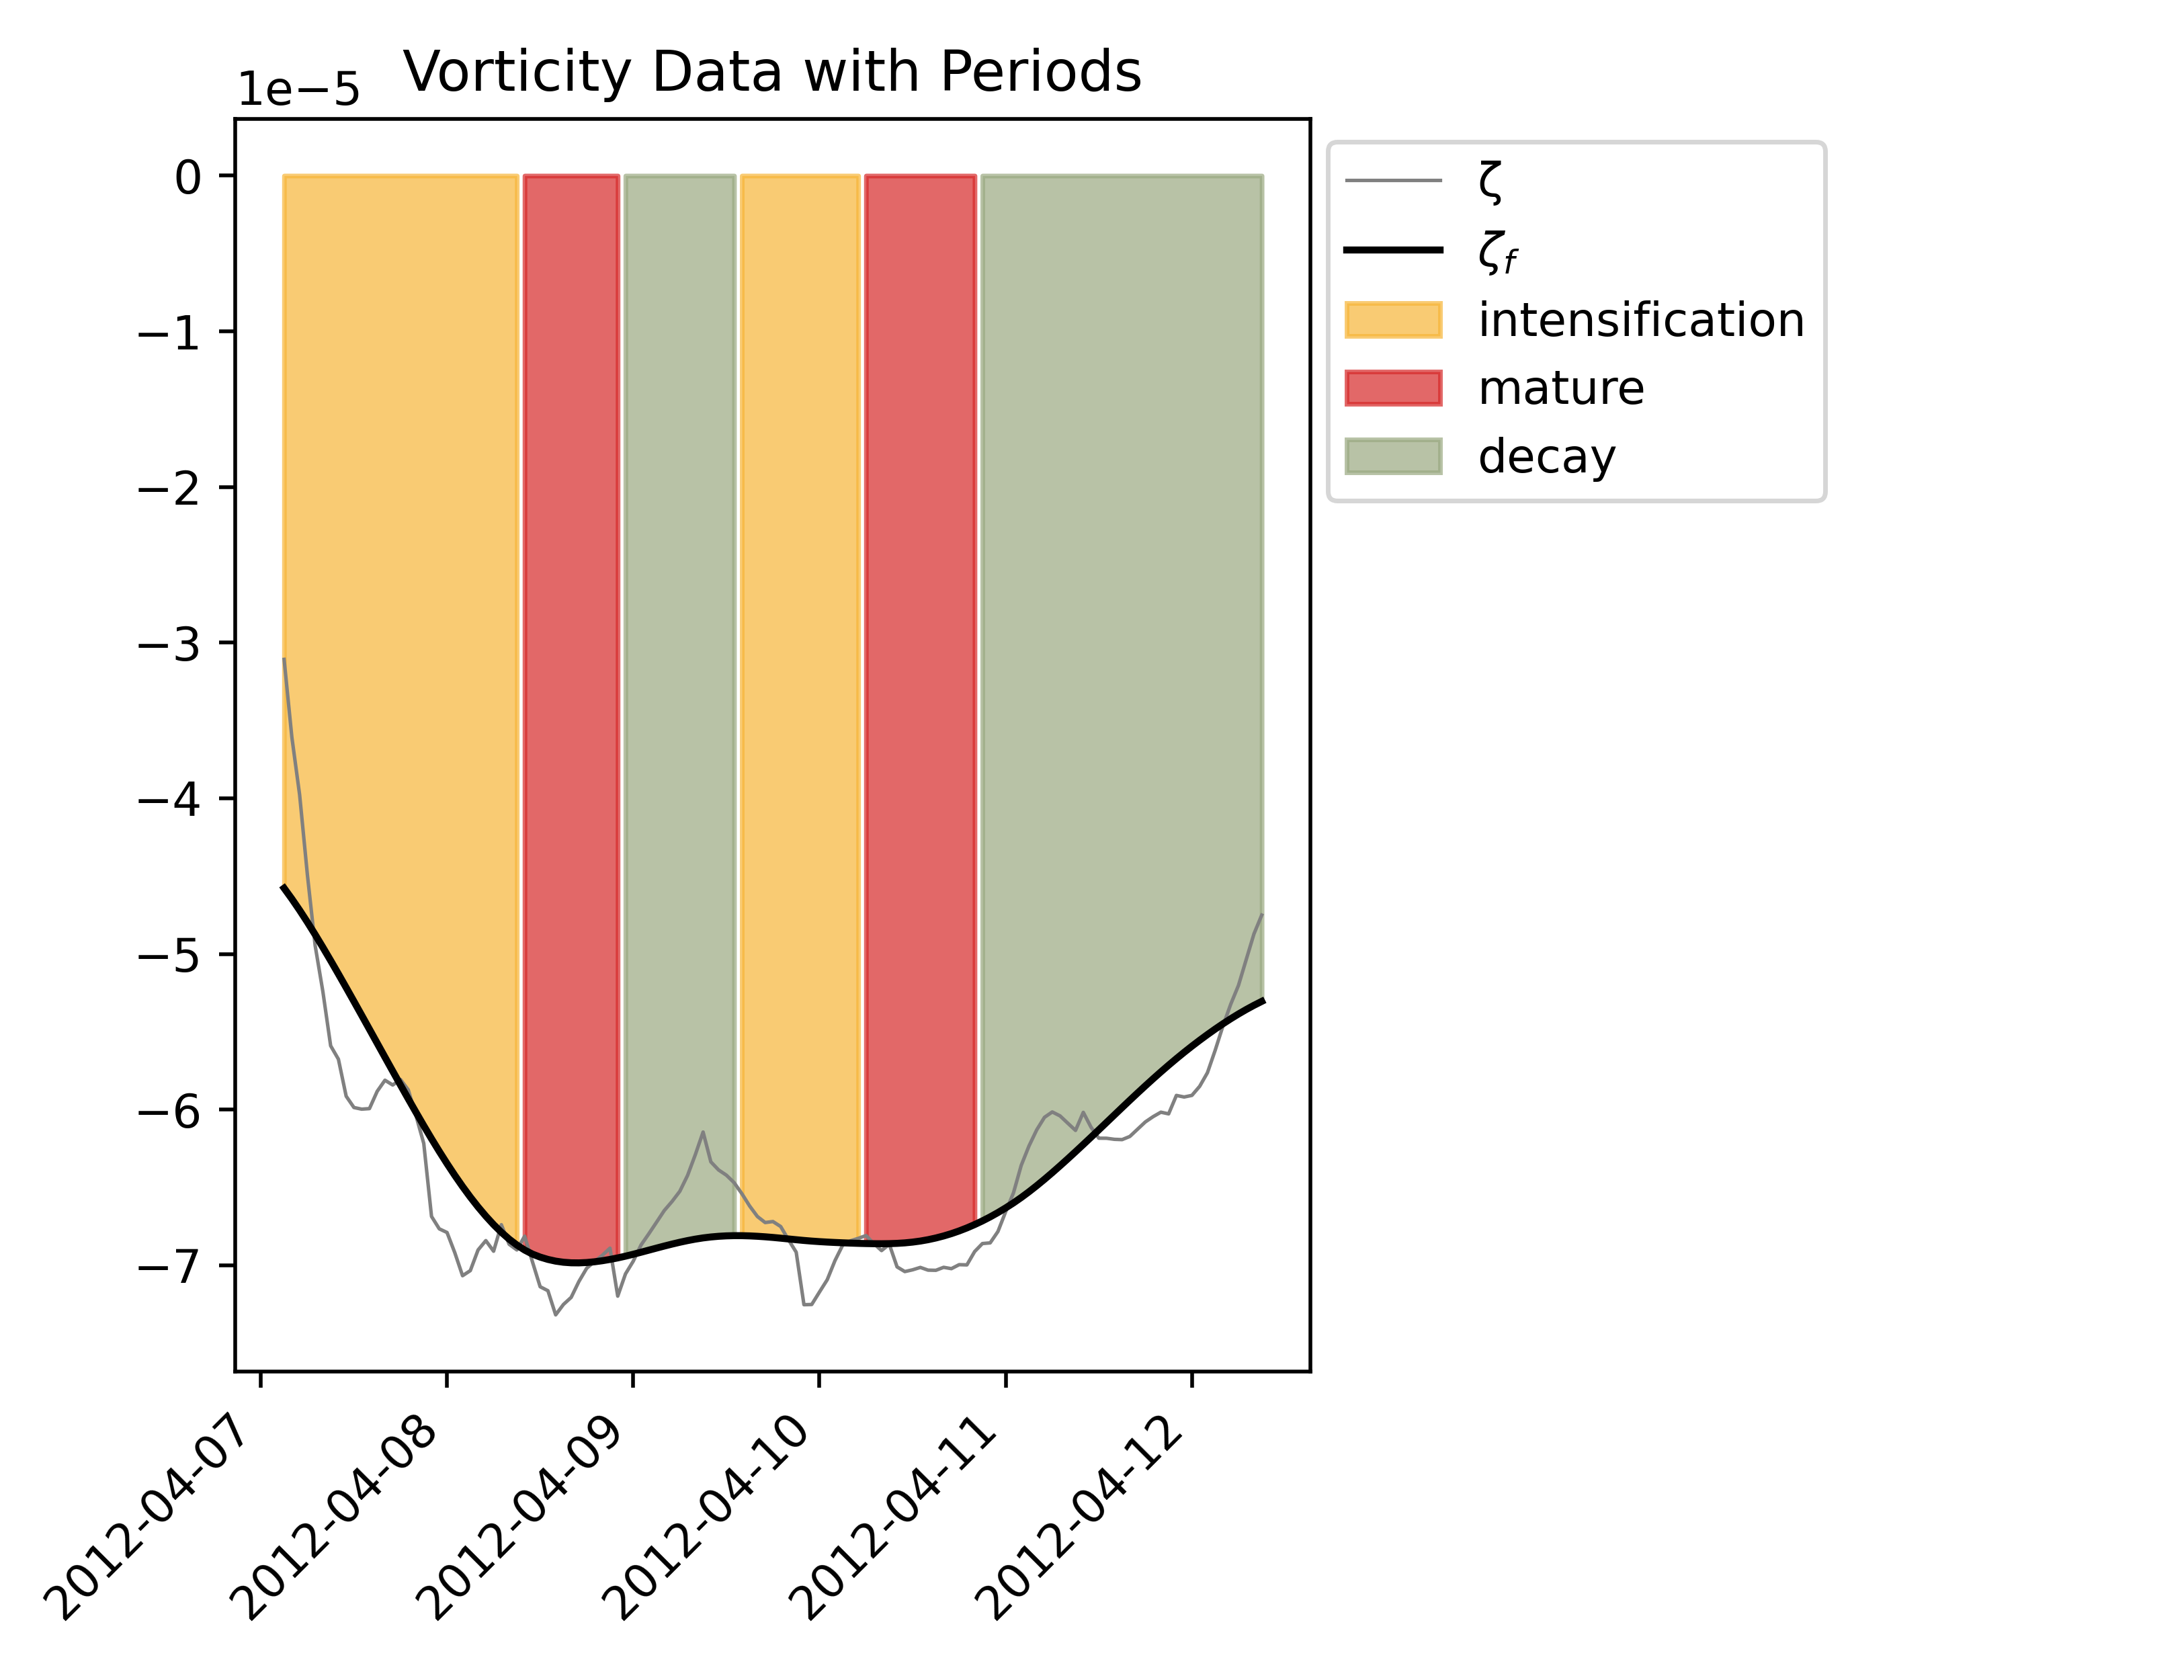 Vorticity Data with Periods
1e−5
0
−1
−2
−3
−4
−5
−6
−7
2012-04-07
2012-04-08
2012-04-09
2012-04-10
2012-04-11
2012-04-12
ζ
ζf
intensification
mature
decay